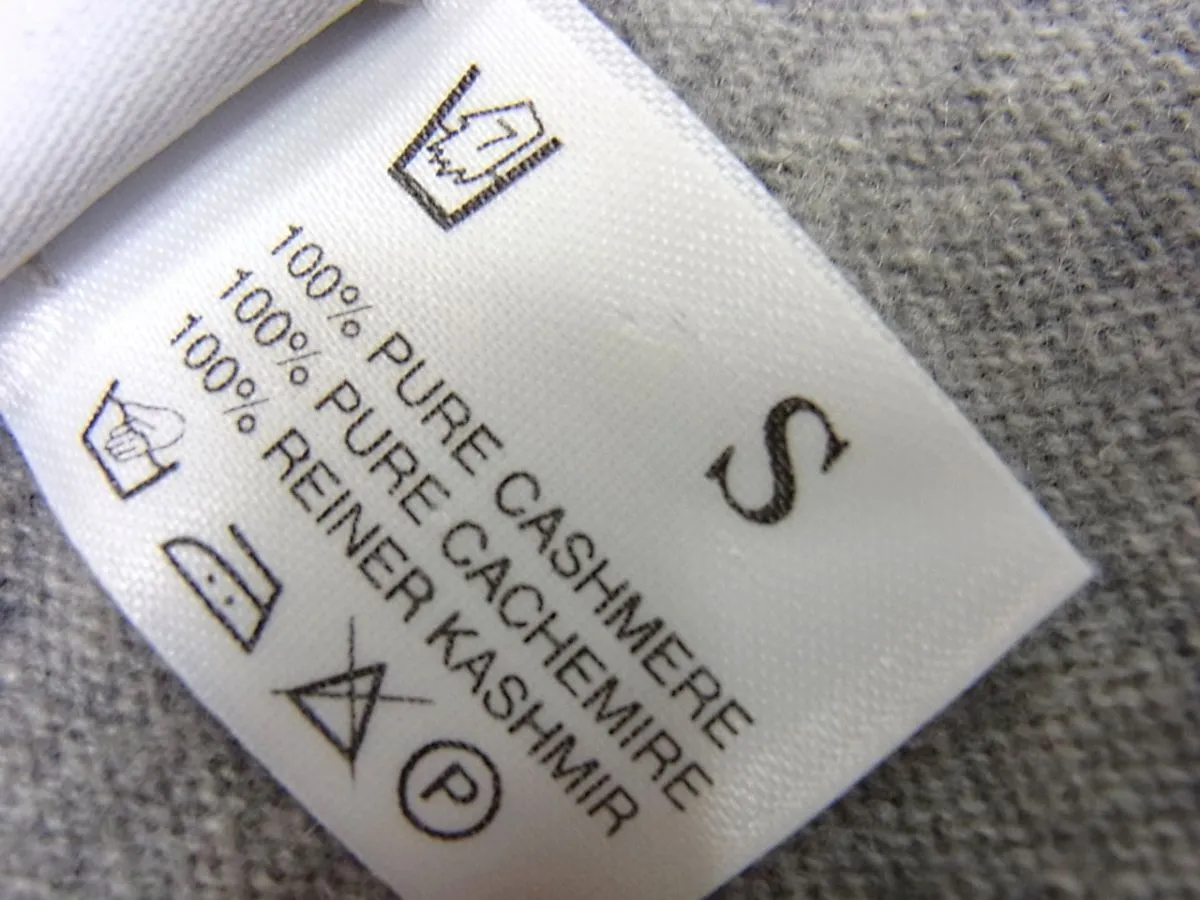 100% PURE CASHMERE
100% PURE CACHEMIRE
100% REINER KASHMIR
S
P